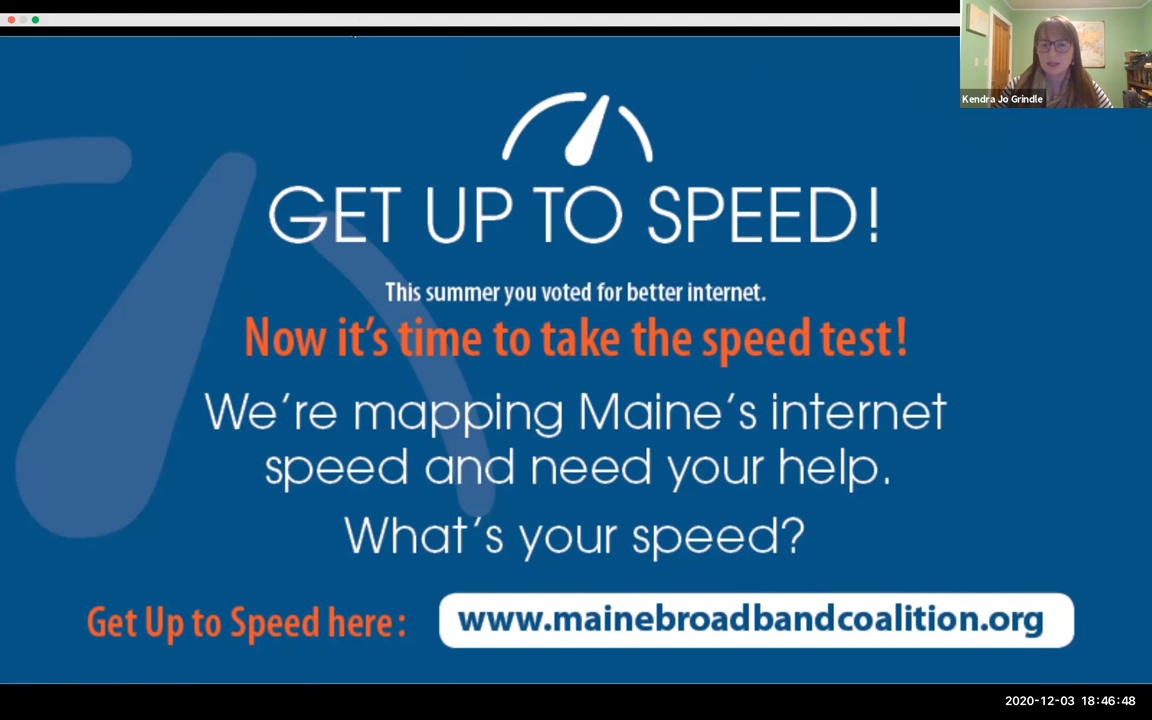 Kendra Jo Grindle
GET UP TO SPEED!
This summer you voted for better internet.
Now it's time to take the speed test!
We're mapping Maine's internet
speed and need your help.
What's your speed?
Get Up to Speed here: www.mainebroadbandcoalition.org
2020-12-03 18:46:48